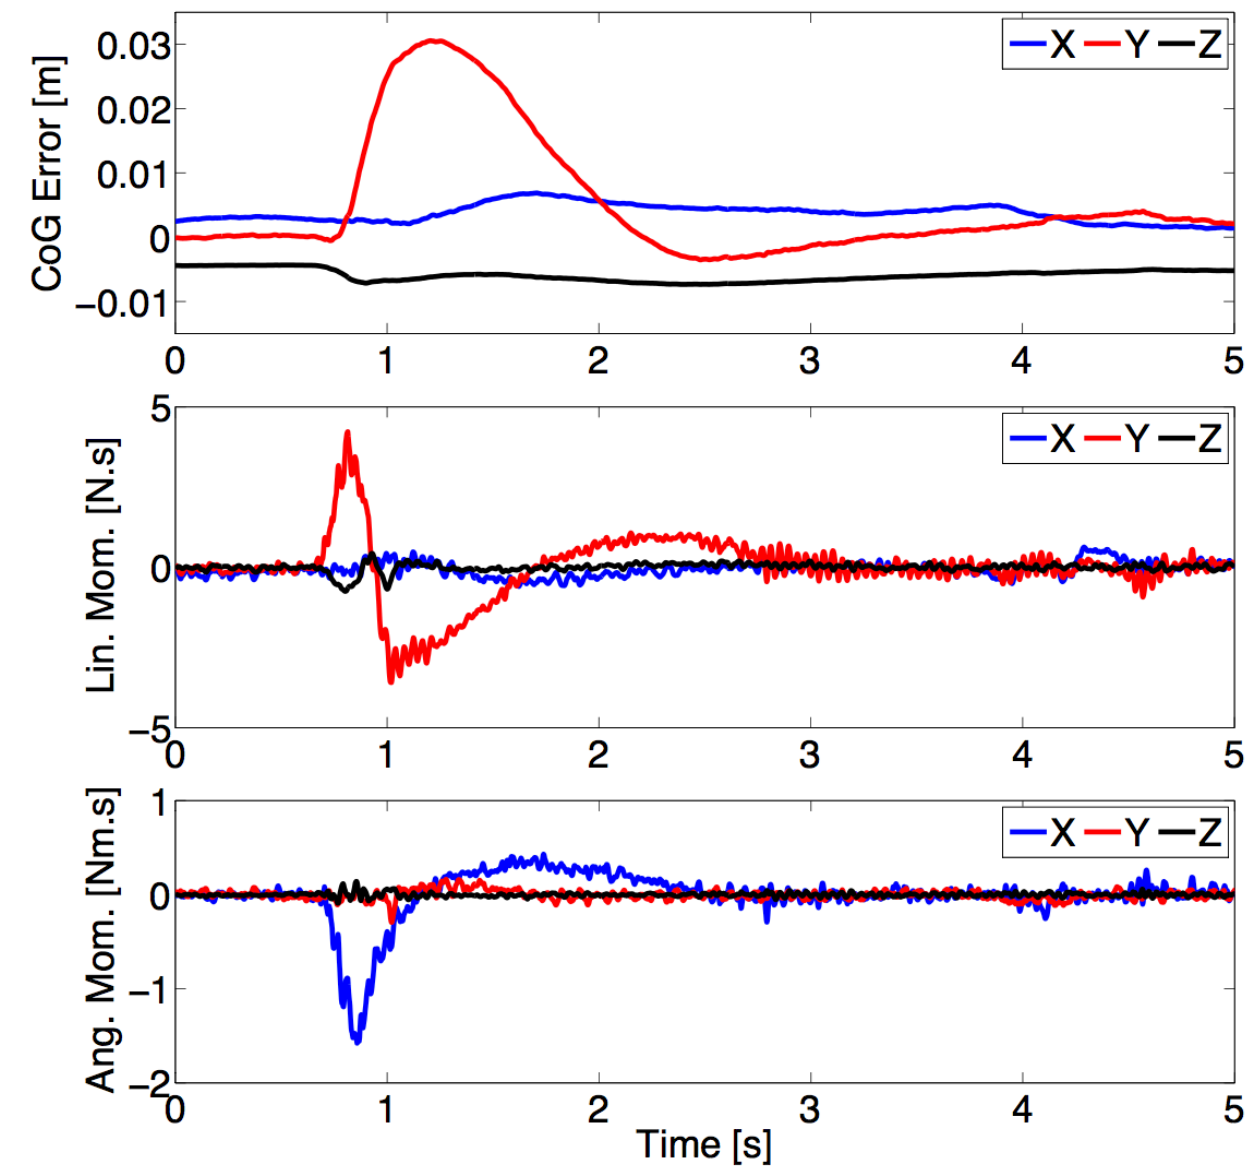 CoG Error [m]
0.03
0.02
0.01
0
−0.01
X Y Z
0 1 2 3 4 5
Lin. Mom. [N.s]
5
0
−5
X Y Z
0 1 2 3 4 5
Ang. Mom. [Nm.s]
1
0
−1
−2
X Y Z
0 1 2 3 4 5
Time [s]